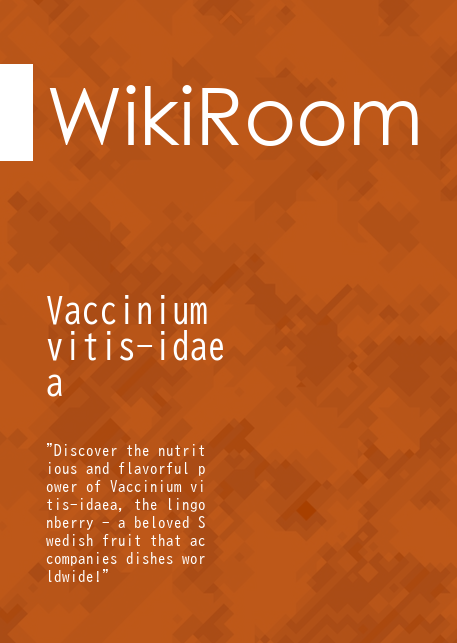 WikiRoom
Vaccinium
vitis-idae
a
"Discover the nutrit
ious and flavorful p
ower of Vaccinium vi
tis-idaea, the lingo
nberry - a beloved S
wedish fruit that ac
companies dishes wor
ldwide!"